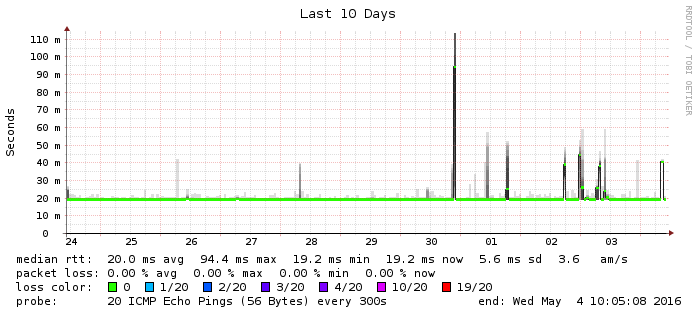 Last 10 Days
RRDTOOL / TOBI OETIKER
Seconds
110 m
100 m
90 m
80 m
70 m
60 m
50 m
40 m
30 m
20 m
10 m
0
24 25 26 27 28 29 30 01 02 03
median rtt: 20.0 ms avg 94.4 ms max 19.2 ms min 19.2 ms now 5.6 ms sd 3.6 am/s
packet loss: 0.00 % avg 0.00 % max 0.00 % min 0.00 % now
loss color: 0 1/20 2/20 3/20 4/20 10/20 19/20
probe: 20 ICMP Echo Pings (56 Bytes) every 300s end: Wed May 4 10:05:08 2016